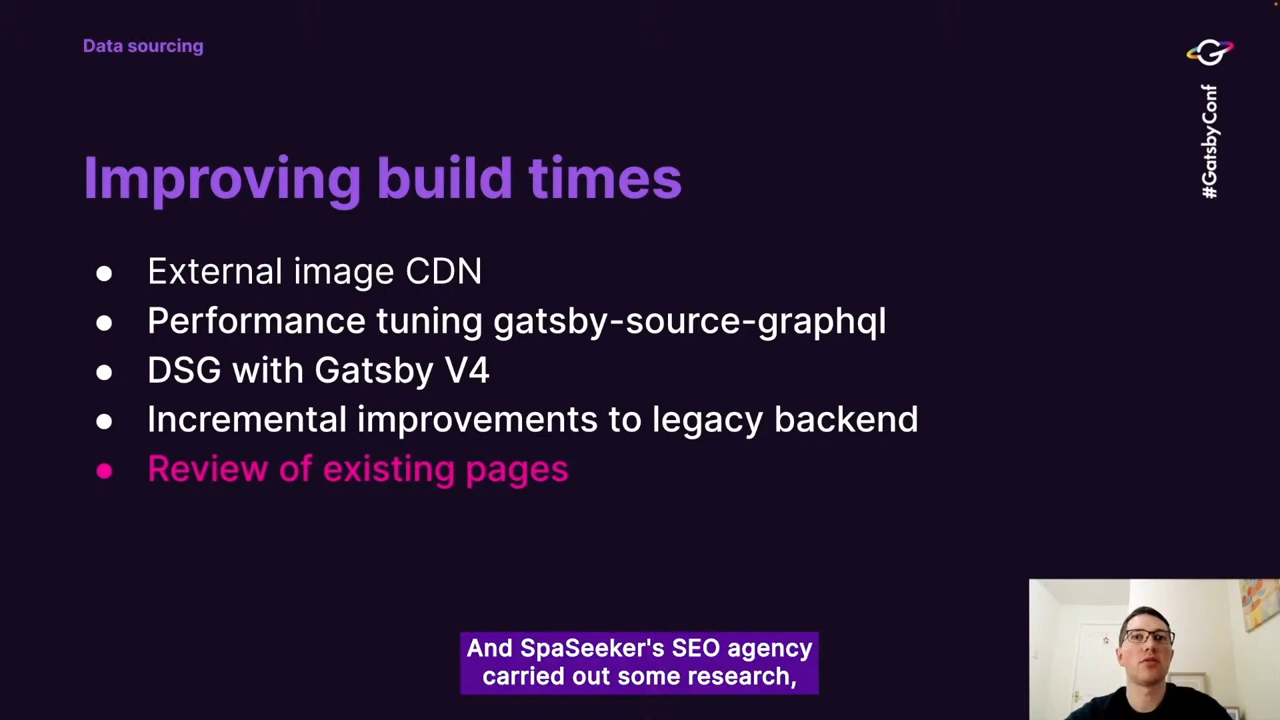 Data sourcing
#GatsbyConf
Improving build times
● External image CDN
● Performance tuning gatsby-source-graphql
● DSG with Gatsby V4
● Incremental improvements to legacy backend
● Review of existing pages
And SpaSeeker's SEO agency
carried out some research,